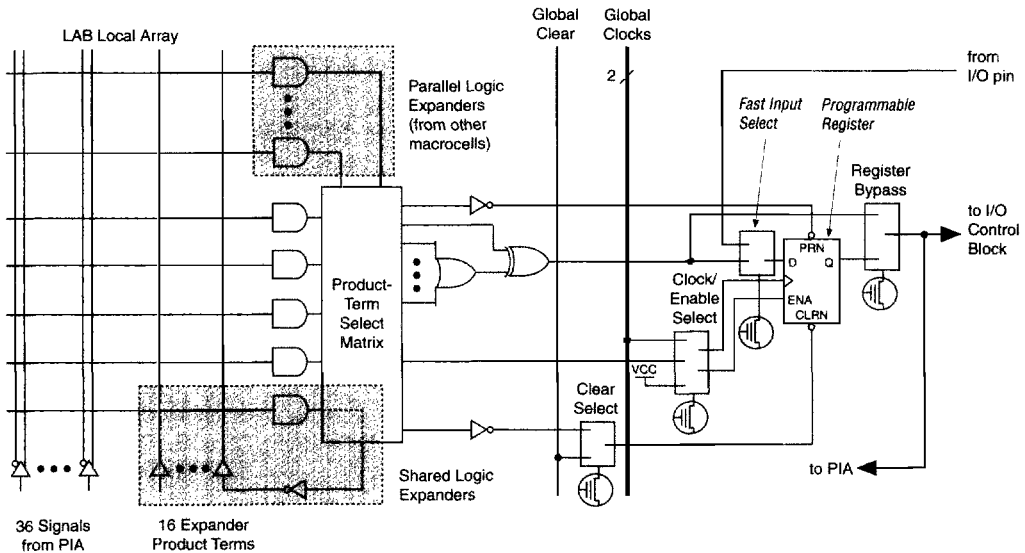 LAB Local Array
Global
Clear
Global
Clocks
2
Parallel Logic
Expanders
(from other
macrocells)
from
I/O pin
Fast Input
Select
Programmable
Register
Register
Bypass
to I/O
Control
Block
PRN
D
Q
ENA
CLRN
Product-
Term
Select
Matrix
Clock/
Enable
Select
VCC
Clear
Select
to PIA
Shared Logic
Expanders
36 Signals
from PIA
16 Expander
Product Terms